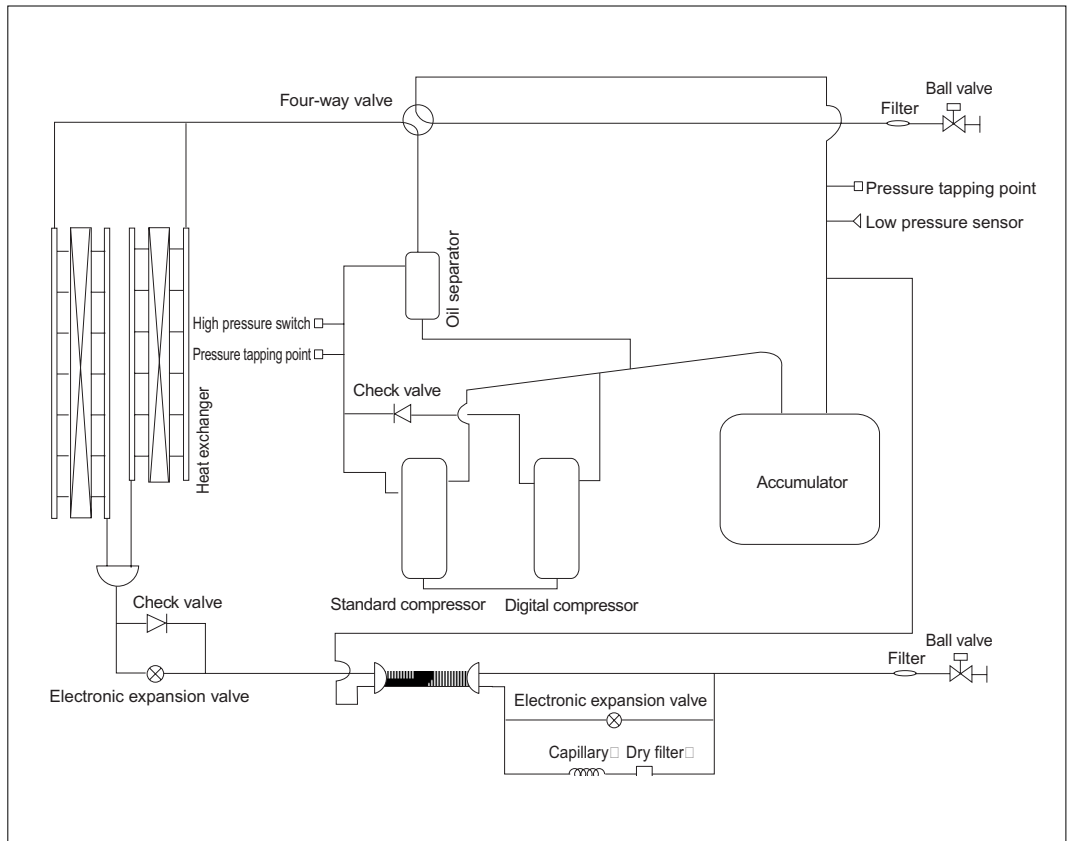 Ball valve
Four-way valve
Filter
Pressure tapping point
Low pressure sensor
Oil separator
High pressure switch
Pressure tapping point
Check valve
Heat exchanger
Accumulator
Standard compressor
Digital compressor
Check valve
Ball valve
Filter
Electronic expansion valve
Electronic expansion valve
Capillary□
Dry filter□